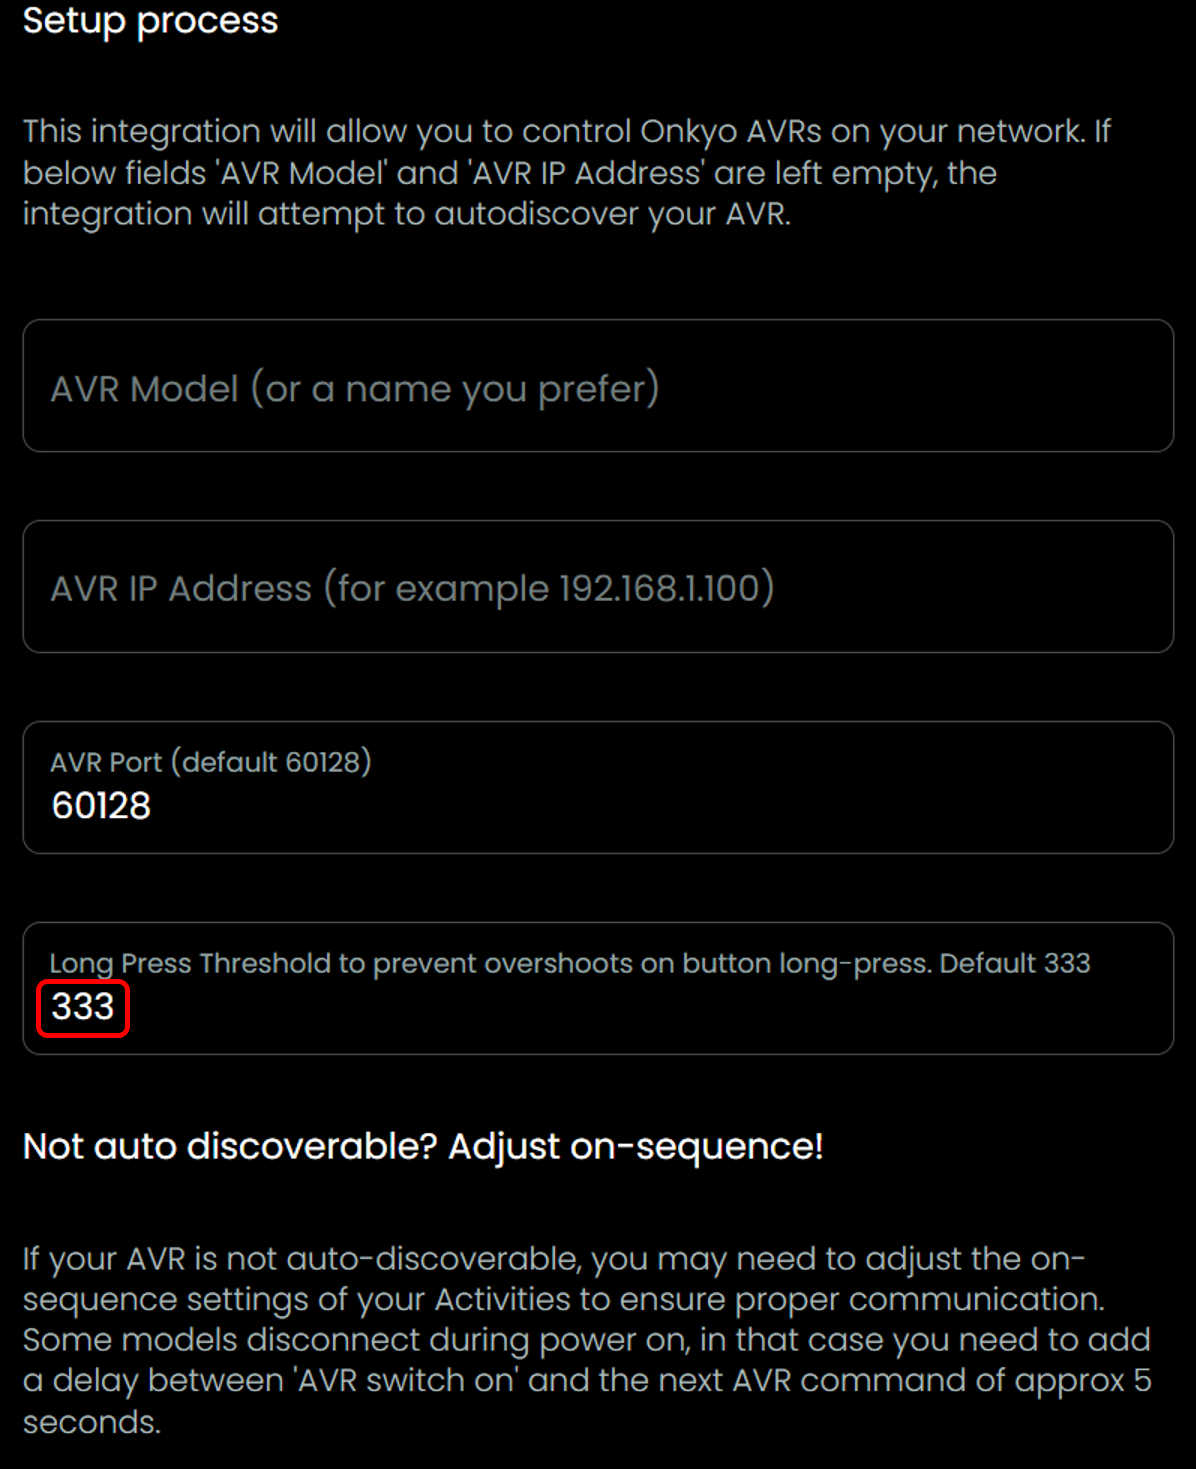 Setup process
This integration will allow you to control Onkyo AVRs on your network. If
below fields 'AVR Model' and 'AVR IP Address' are left empty, the
integration will attempt to autodiscover your AVR.
AVR Model (or a name you prefer)
AVR IP Address (for example 192.168.1.100)
AVR Port (default 60128)
60128
Long Press Threshold to prevent overshoots on button long-press. Default 333
333
Not auto discoverable? Adjust on-sequence!
If your AVR is not auto-discoverable, you may need to adjust the on-
sequence settings of your Activities to ensure proper communication.
Some models disconnect during power on, in that case you need to add
a delay between 'AVR switch on' and the next AVR command of approx 5
seconds.